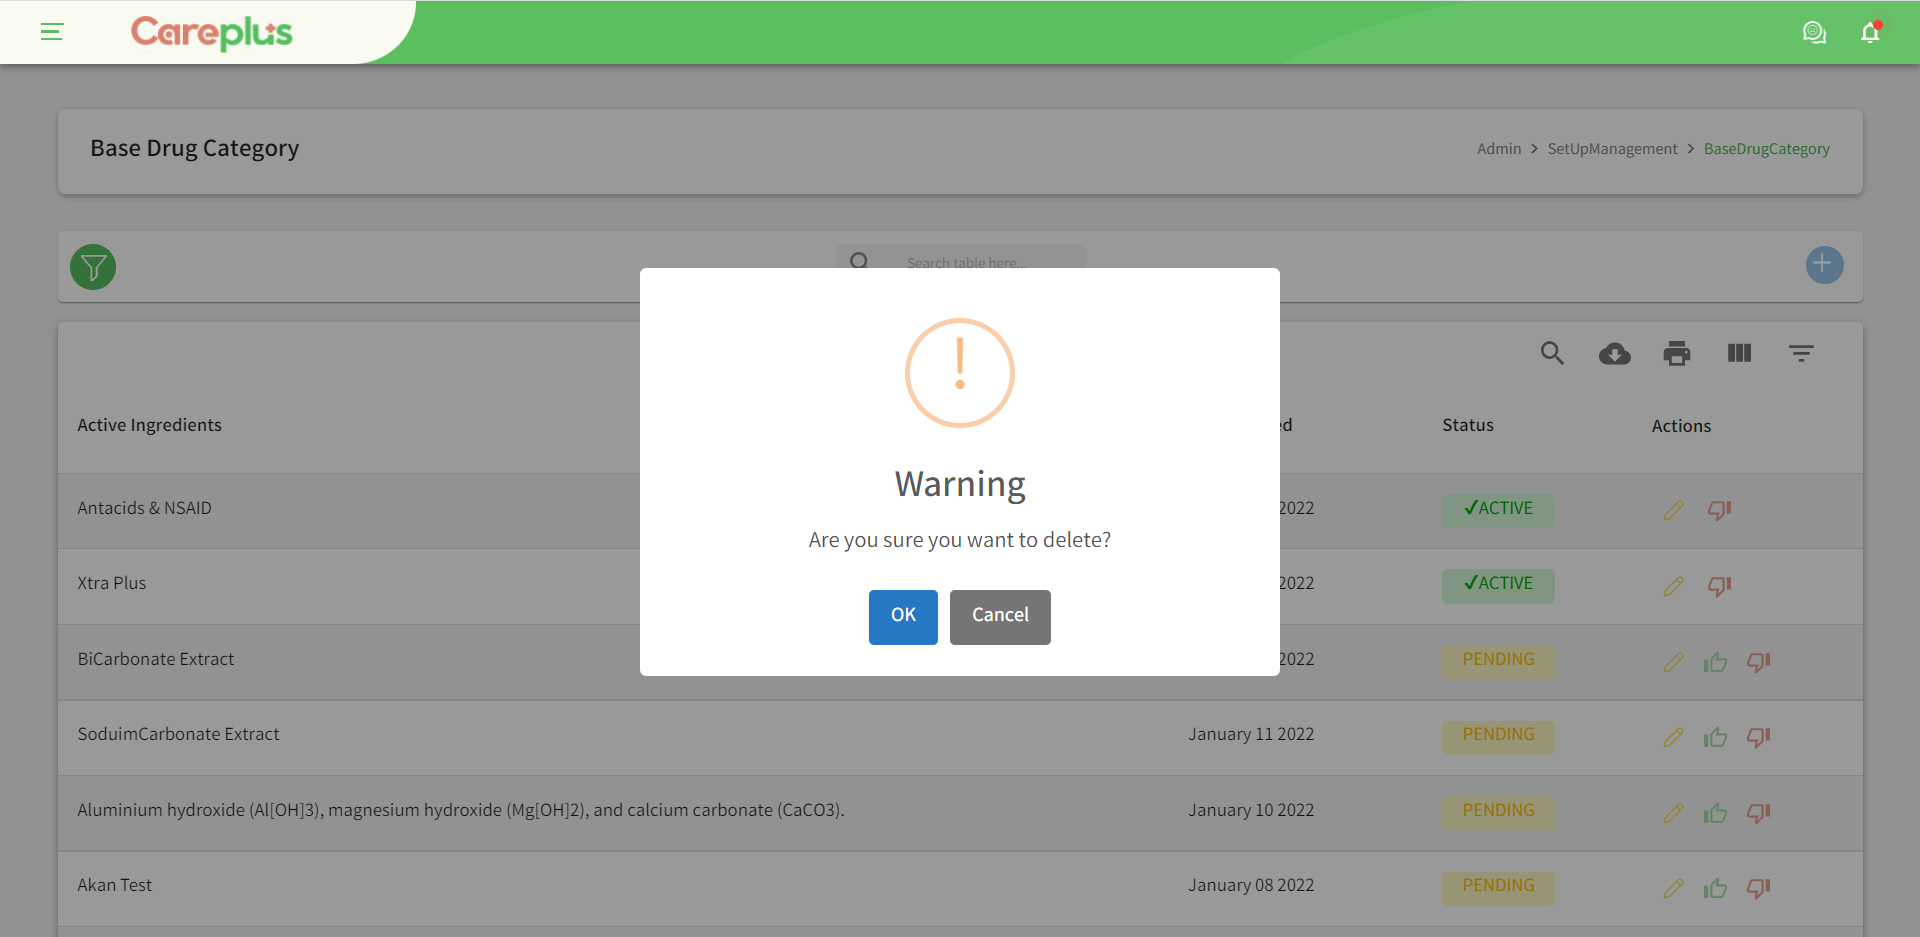 Careplus
Base Drug Category
Admin > SetUpManagement > BaseDrugCategory
Search table here...
Active Ingredients
Status
Actions
Antacids & NSAID
2022
✓ACTIVE
Xtra Plus
2022
✓ACTIVE
BiCarbonate Extract
2022
PENDING
SoduimCarbonate Extract
January 11 2022
PENDING
Aluminium hydroxide (Al[OH]3), magnesium hydroxide (Mg[OH]2), and calcium carbonate (CaCO3).
January 10 2022
PENDING
Akan Test
January 08 2022
PENDING
!
Warning
Are you sure you want to delete?
OK
Cancel